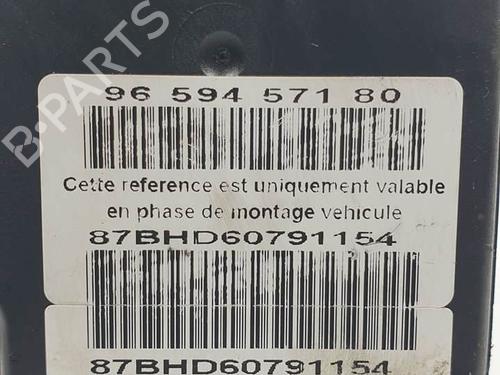 96 594 571 80
Cette reference est uniquement valable
en phase de montage vehicule
87BHD60791154
87BHD60791154
B-PARTS